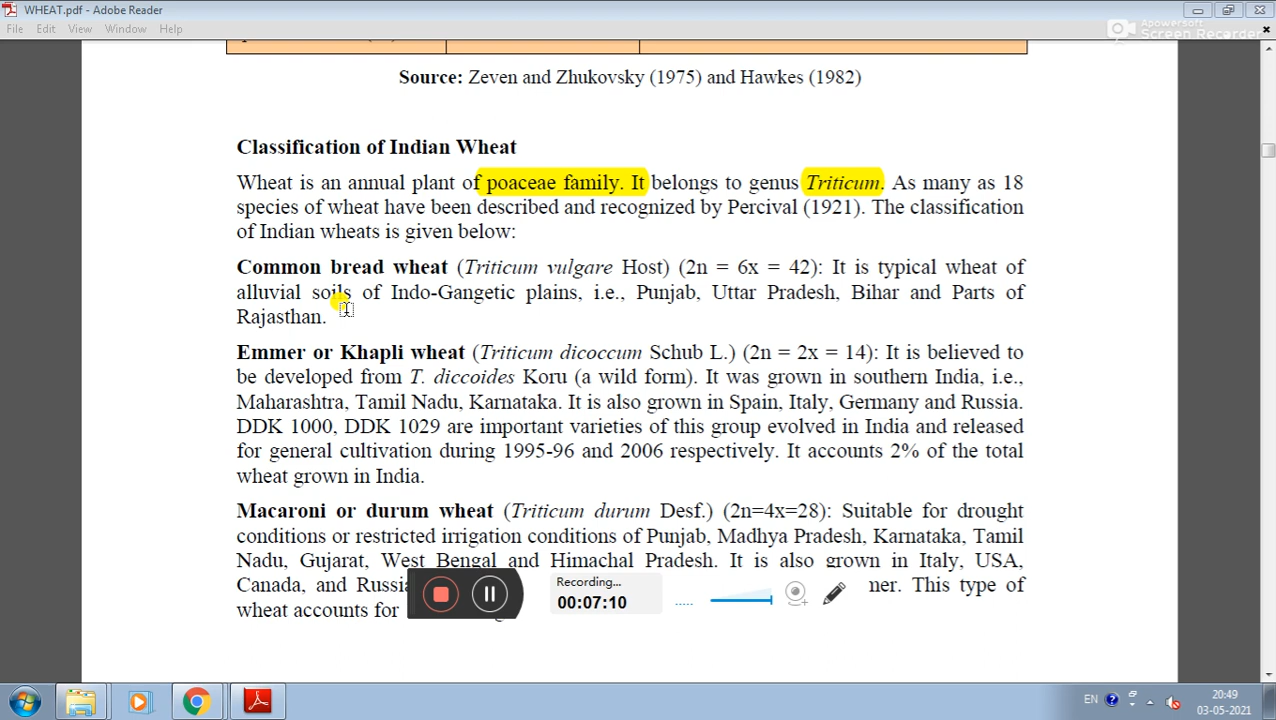 WHEAT.pdf - Adobe Reader
File Edit View Window Help
Apowersoft
Screen Recorder
Source: Zeven and Zhukovsky (1975) and Hawkes (1982)
Classification of Indian Wheat
Wheat is an annual plant of poaceae family. It belongs to genus Triticum. As many as 18
species of wheat have been described and recognized by Percival (1921). The classification
of Indian wheats is given below:
Common bread wheat (Triticum vulgare Host) (2n = 6x = 42): It is typical wheat of
alluvial soils of Indo-Gangetic plains, i.e., Punjab, Uttar Pradesh, Bihar and Parts of
Rajasthan.
Emmer or Khapli wheat (Triticum dicoccum Schub L.) (2n = 2x = 14): It is believed to
be developed from T. diccoides Koru (a wild form). It was grown in southern India, i.e.,
Maharashtra, Tamil Nadu, Karnataka. It is also grown in Spain, Italy, Germany and Russia.
DDK 1000, DDK 1029 are important varieties of this group evolved in India and released
for general cultivation during 1995-96 and 2006 respectively. It accounts 2% of the total
wheat grown in India.
Macaroni or durum wheat (Triticum durum Desf.) (2n=4x=28): Suitable for drought
conditions or restricted irrigation conditions of Punjab, Madhya Pradesh, Karnataka, Tamil
Nadu, Gujarat, West Bengal and Himachal Pradesh. It is also grown in Italy, USA,
Canada, and Russia ner. This type of
wheat accounts for
Recording...
00:07:10
EN
20:49
03-05-2021